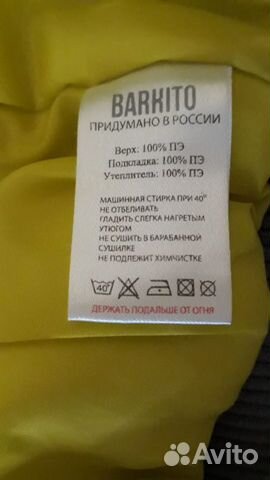 BARKITO
ПРИДУМАНО В РОССИИ
Верх: 100% ПЭ
Подкладка: 100% ПЭ
Утеплитель: 100% ПЭ
МАШИННАЯ СТИРКА ПРИ 40°
НЕ ОТБЕЛИВАТЬ
ГЛАДИТЬ СЛЕГКА НАГРЕТЫМ
УТЮГОМ
НЕ СУШИТЬ В БАРАБАННОЙ
СУШИЛКЕ
НЕ ПОДЛЕЖИТ ХИМЧИСТКЕ
40°
ДЕРЖАТЬ ПОДАЛЬШЕ ОТ ОГНЯ
Avito